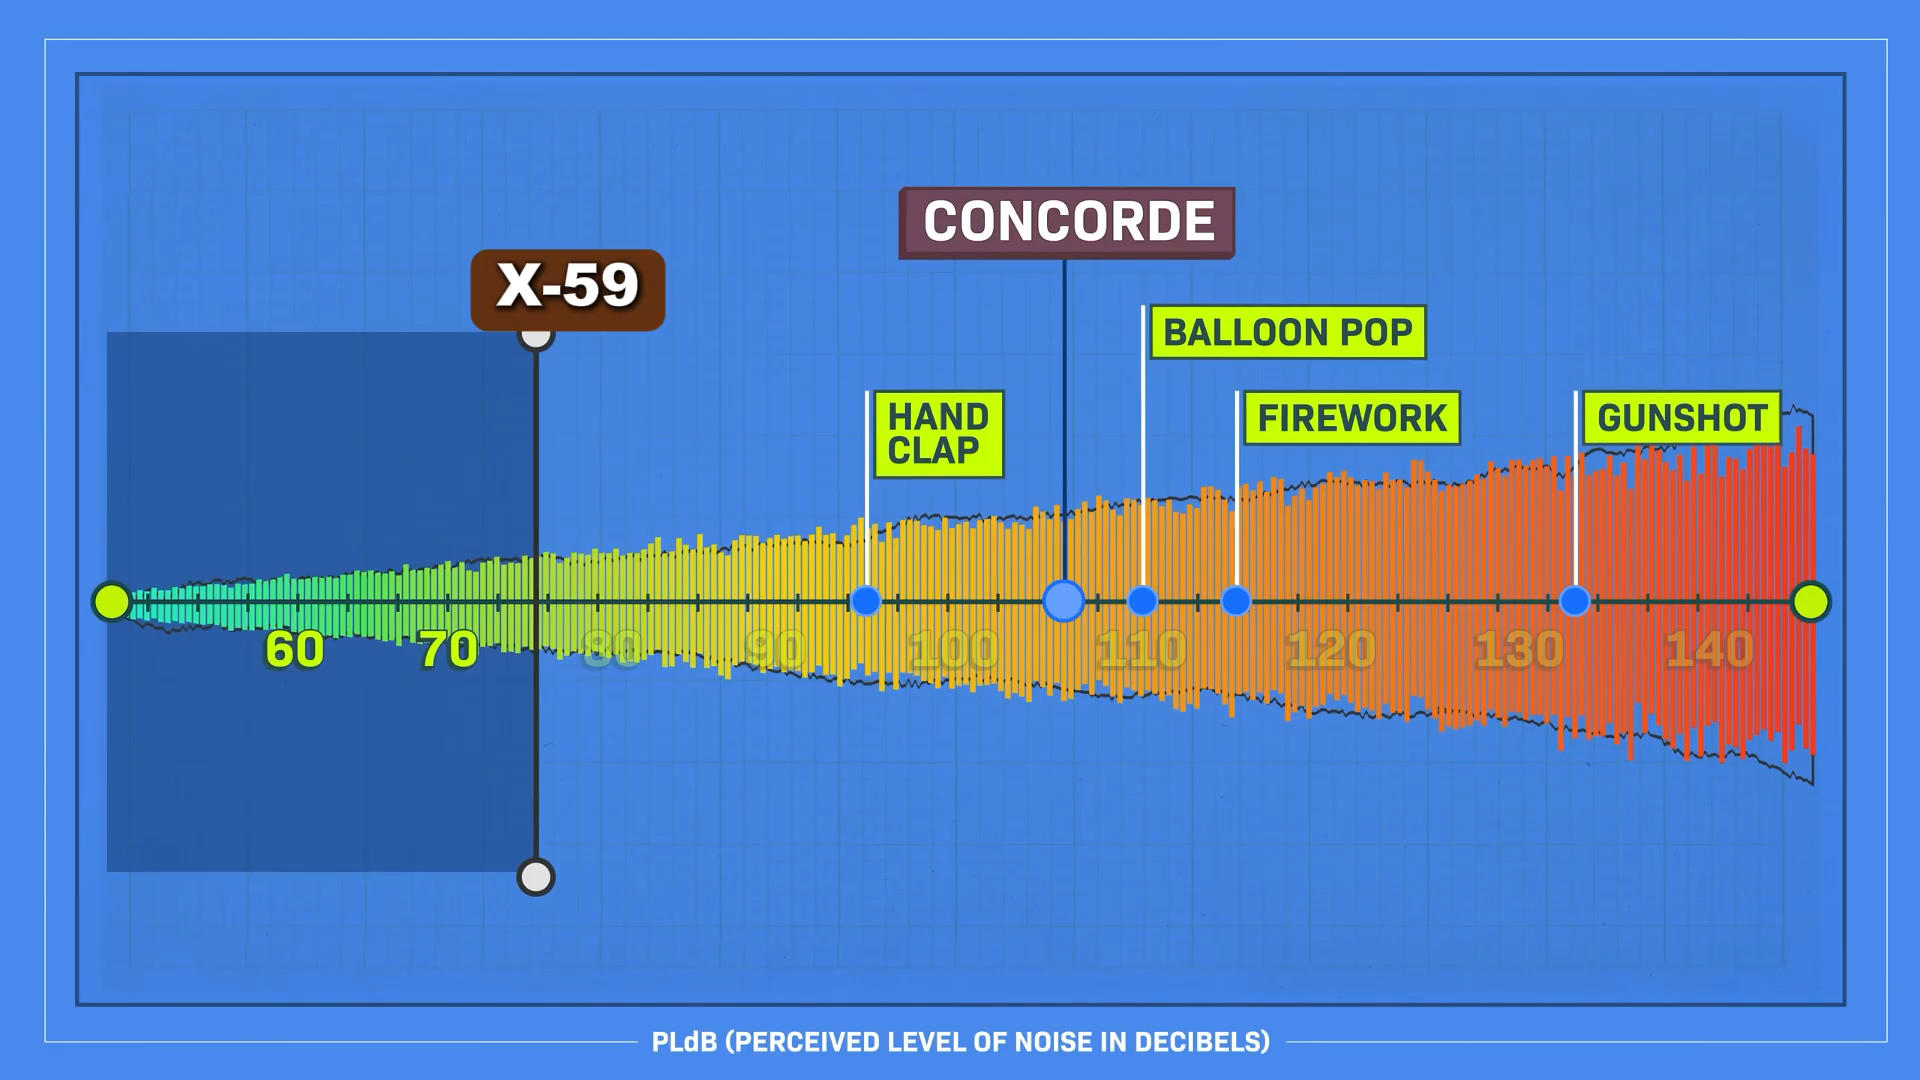 CONCORDE
X-59
BALLOON POP
HAND
CLAP
FIREWORK
GUNSHOT
60 70 80 90 100 110 120 130 140
PLdB (PERCEIVED LEVEL OF NOISE IN DECIBELS)